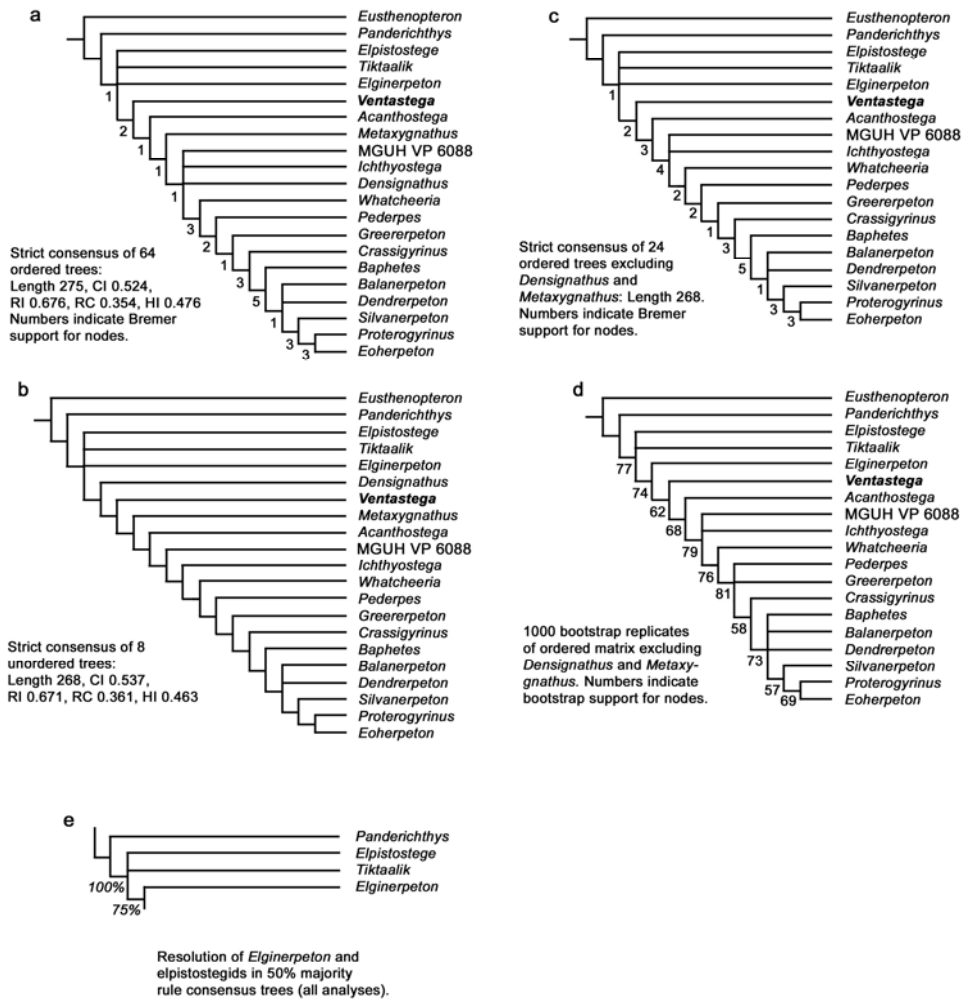 a
Eusthenopteron
Panderichthys
Elpistostege
Tiktaalik
Elginerpeton
1
Ventastega
2
Acanthostega
1
Metaxygnathus
1
MGUH VP 6088
Ichthyostega
Densignathus
1
Whatcheeria
3
Pederpes
2
Greererpeton
1
Crassigyrinus
3
Baphetes
5
Balanerpeton
Dendrerpeton
1
Silvanerpeton
3
Proterogyrinus
3
Eoherpeton
Strict consensus of 64
ordered trees:
Length 275, CI 0.524,
RI 0.676, RC 0.354, HI 0.476
Numbers indicate Bremer
support for nodes.
b
Eusthenopteron
Panderichthys
Elpistostege
Tiktaalik
Elginerpeton
Densignathus
Ventastega
Metaxygnathus
Acanthostega
MGUH VP 6088
Ichthyostega
Whatcheeria
Pederpes
Greererpeton
Crassigyrinus
Baphetes
Balanerpeton
Dendrerpeton
Silvanerpeton
Proterogyrinus
Eoherpeton
Strict consensus of 8
unordered trees:
Length 268, CI 0.537,
RI 0.671, RC 0.361, HI 0.463
c
Eusthenopteron
Panderichthys
Elpistostege
Tiktaalik
Elginerpeton
1
Ventastega
2
Acanthostega
3
MGUH VP 6088
Ichthyostega
4
Whatcheeria
2
Pederpes
2
Greererpeton
1
Crassigyrinus
3
Baphetes
5
Balanerpeton
Dendrerpeton
1
Silvanerpeton
3
Proterogyrinus
3
Eoherpeton
Strict consensus of 24
ordered trees excluding
Densignathus and
Metaxygnathus: Length 268.
Numbers indicate Bremer
support for nodes.
d
Eusthenopteron
Panderichthys
Elpistostege
Tiktaalik
77
Elginerpeton
74
Ventastega
62
Acanthostega
68
MGUH VP 6088
Ichthyostega
79
Whatcheeria
76
Pederpes
Greererpeton
81
Crassigyrinus
58
Baphetes
Balanerpeton
Dendrerpeton
73
Silvanerpeton
57
Proterogyrinus
69
Eoherpeton
1000 bootstrap replicates
of ordered matrix excluding
Densignathus and Metaxy-
gnathus. Numbers indicate
bootstrap support for nodes.
e
Panderichthys
Elpistostege
Tiktaalik
100%
Elginerpeton
75%
Resolution of Elginerpeton and
elpistostegids in 50% majority
rule consensus trees (all analyses).